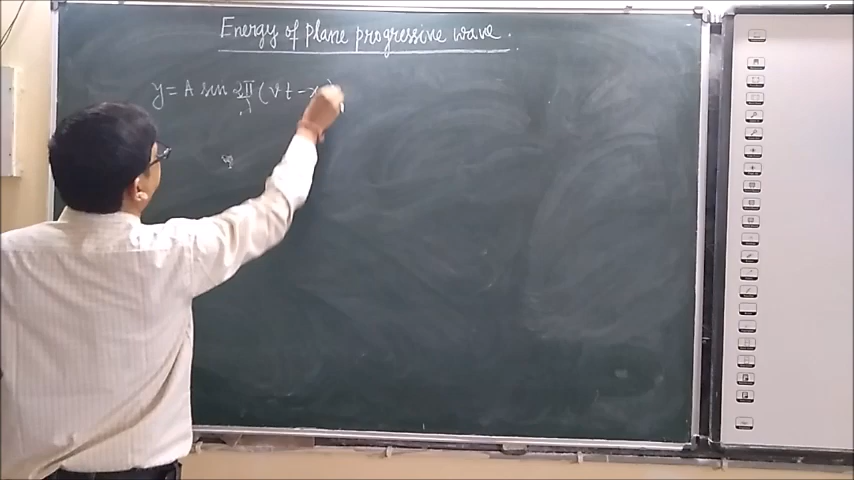 Energy of plane progressive wave.
y = A sin 2π/λ (vt - x)